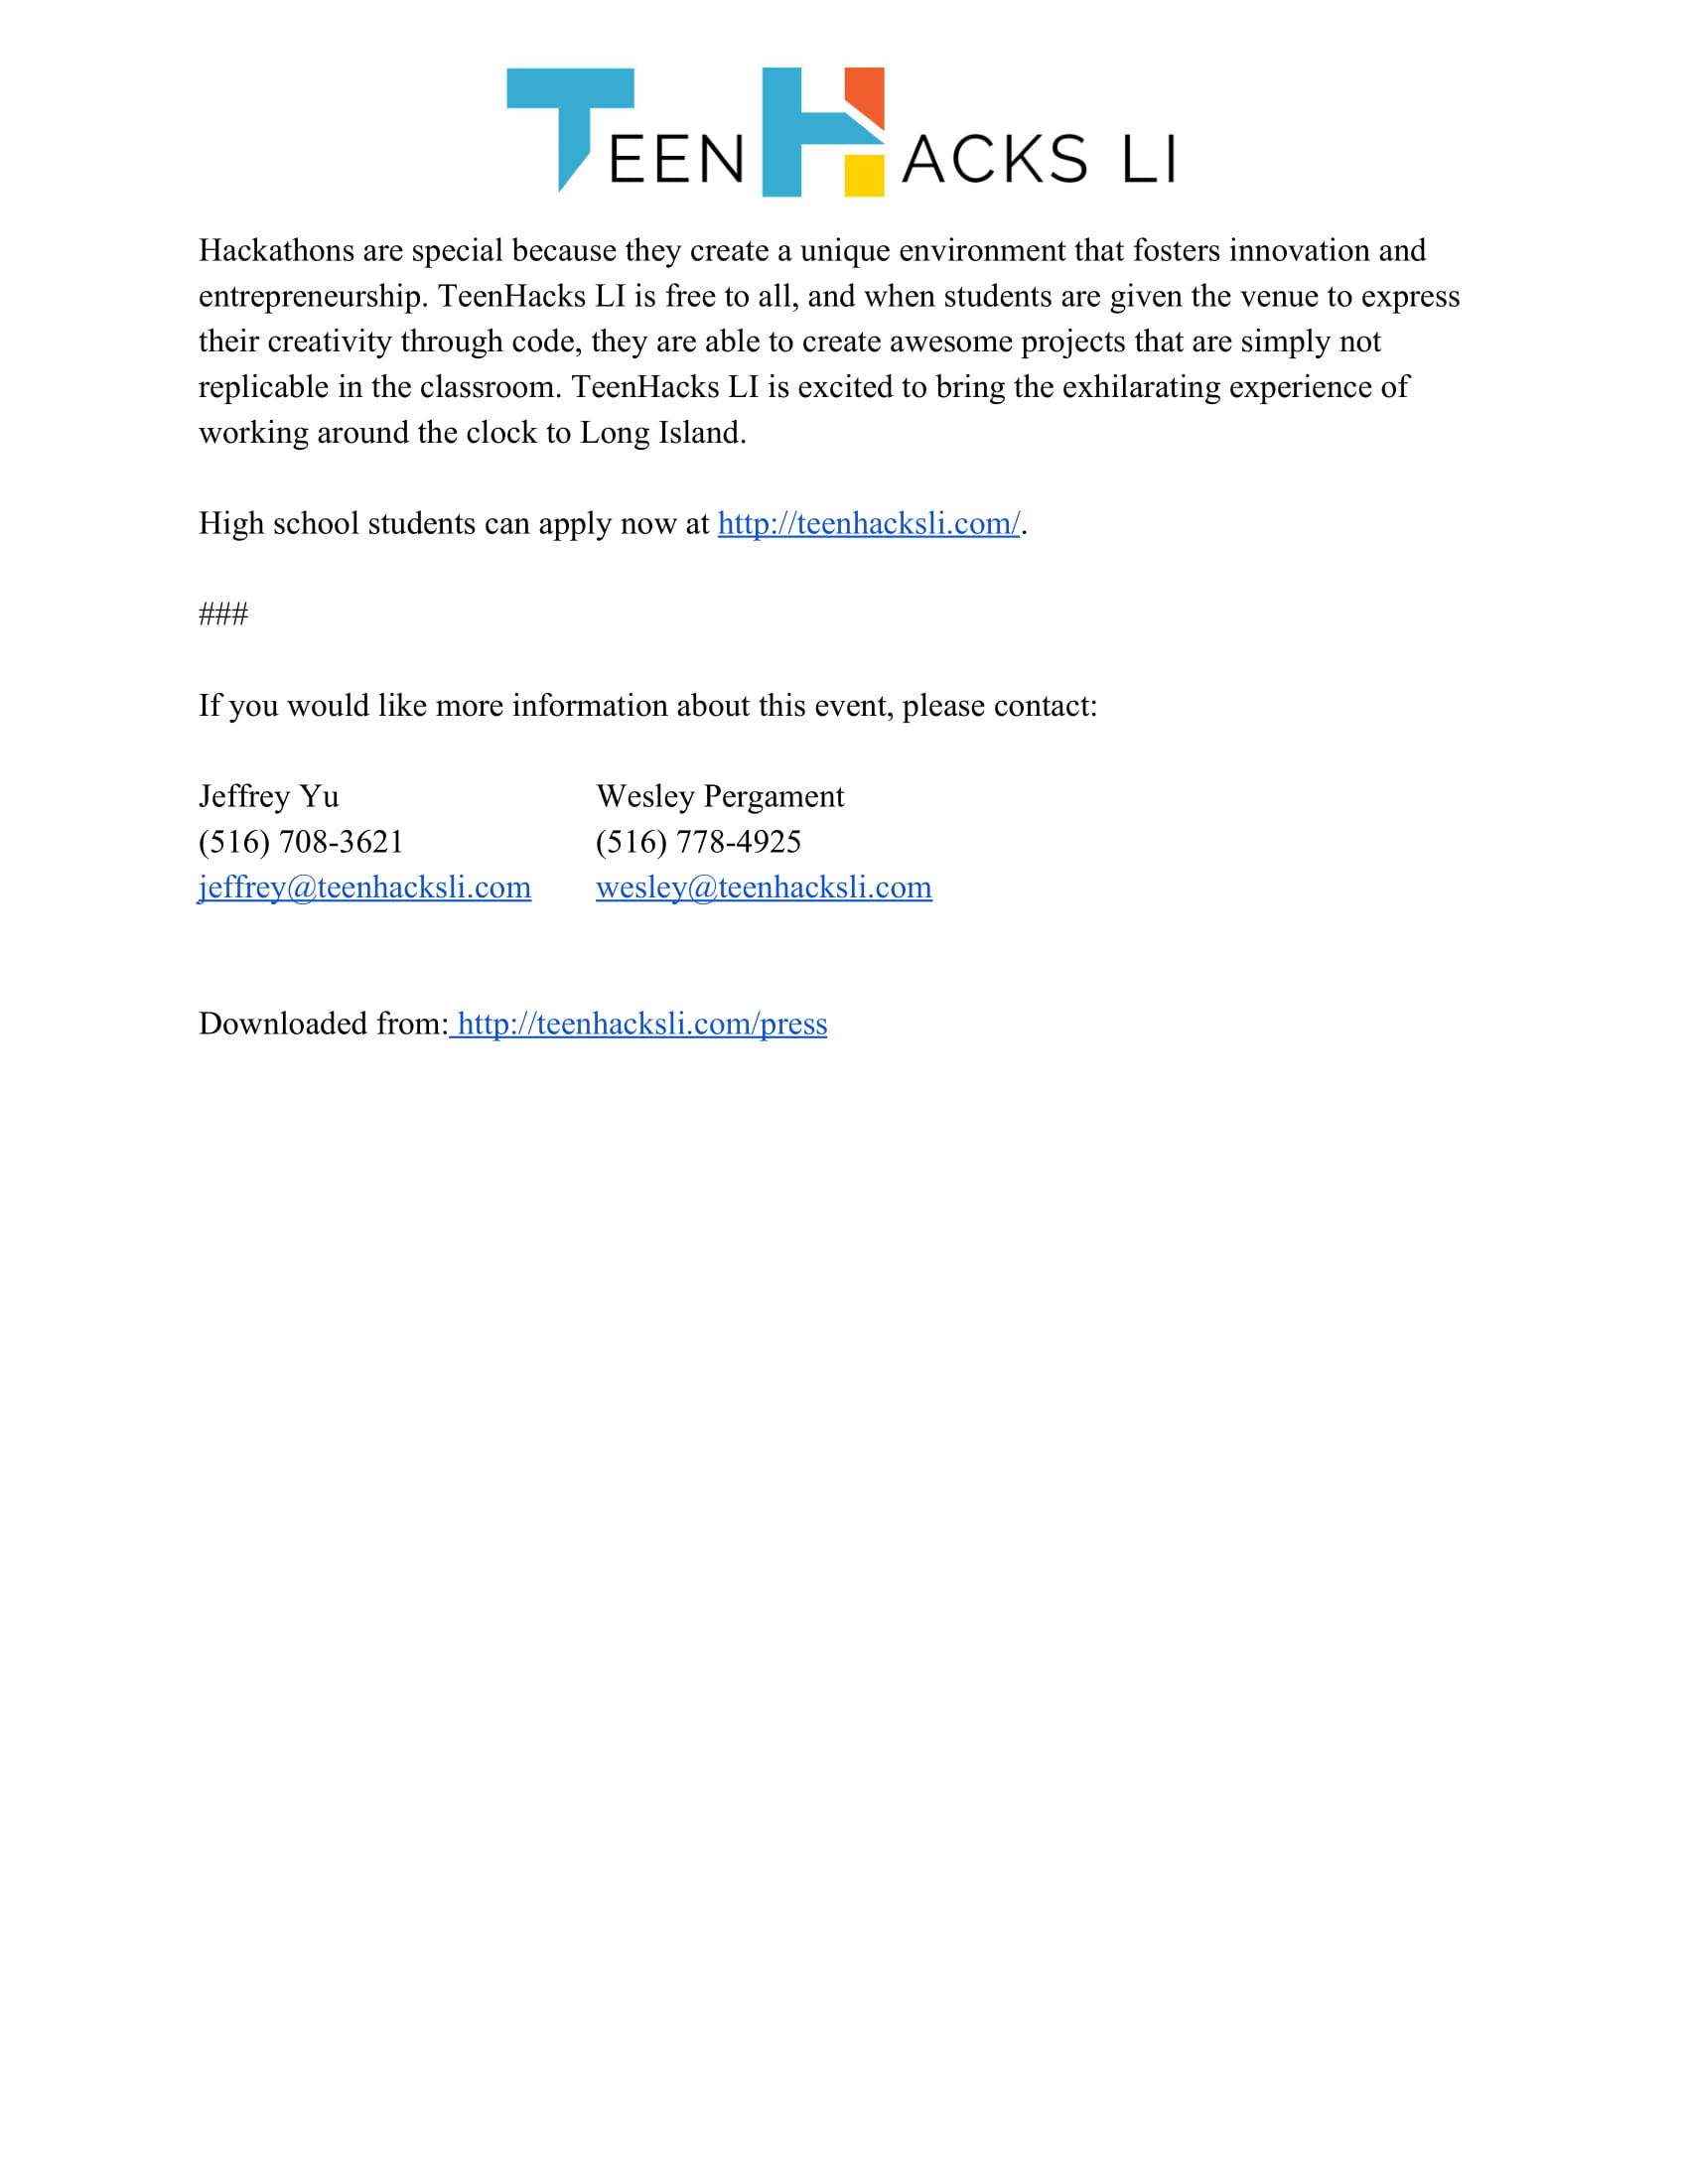 TEEN HACKS LI
Hackathons are special because they create a unique environment that fosters innovation and
entrepreneurship. TeenHacks LI is free to all, and when students are given the venue to express
their creativity through code, they are able to create awesome projects that are simply not
replicable in the classroom. TeenHacks LI is excited to bring the exhilarating experience of
working around the clock to Long Island.
High school students can apply now at http://teenhacksli.com/.
###
If you would like more information about this event, please contact:
Jeffrey Yu Wesley Pergament
(516) 708-3621 (516) 778-4925
jeffrey@teenhacksli.com wesley@teenhacksli.com
Downloaded from: http://teenhacksli.com/press